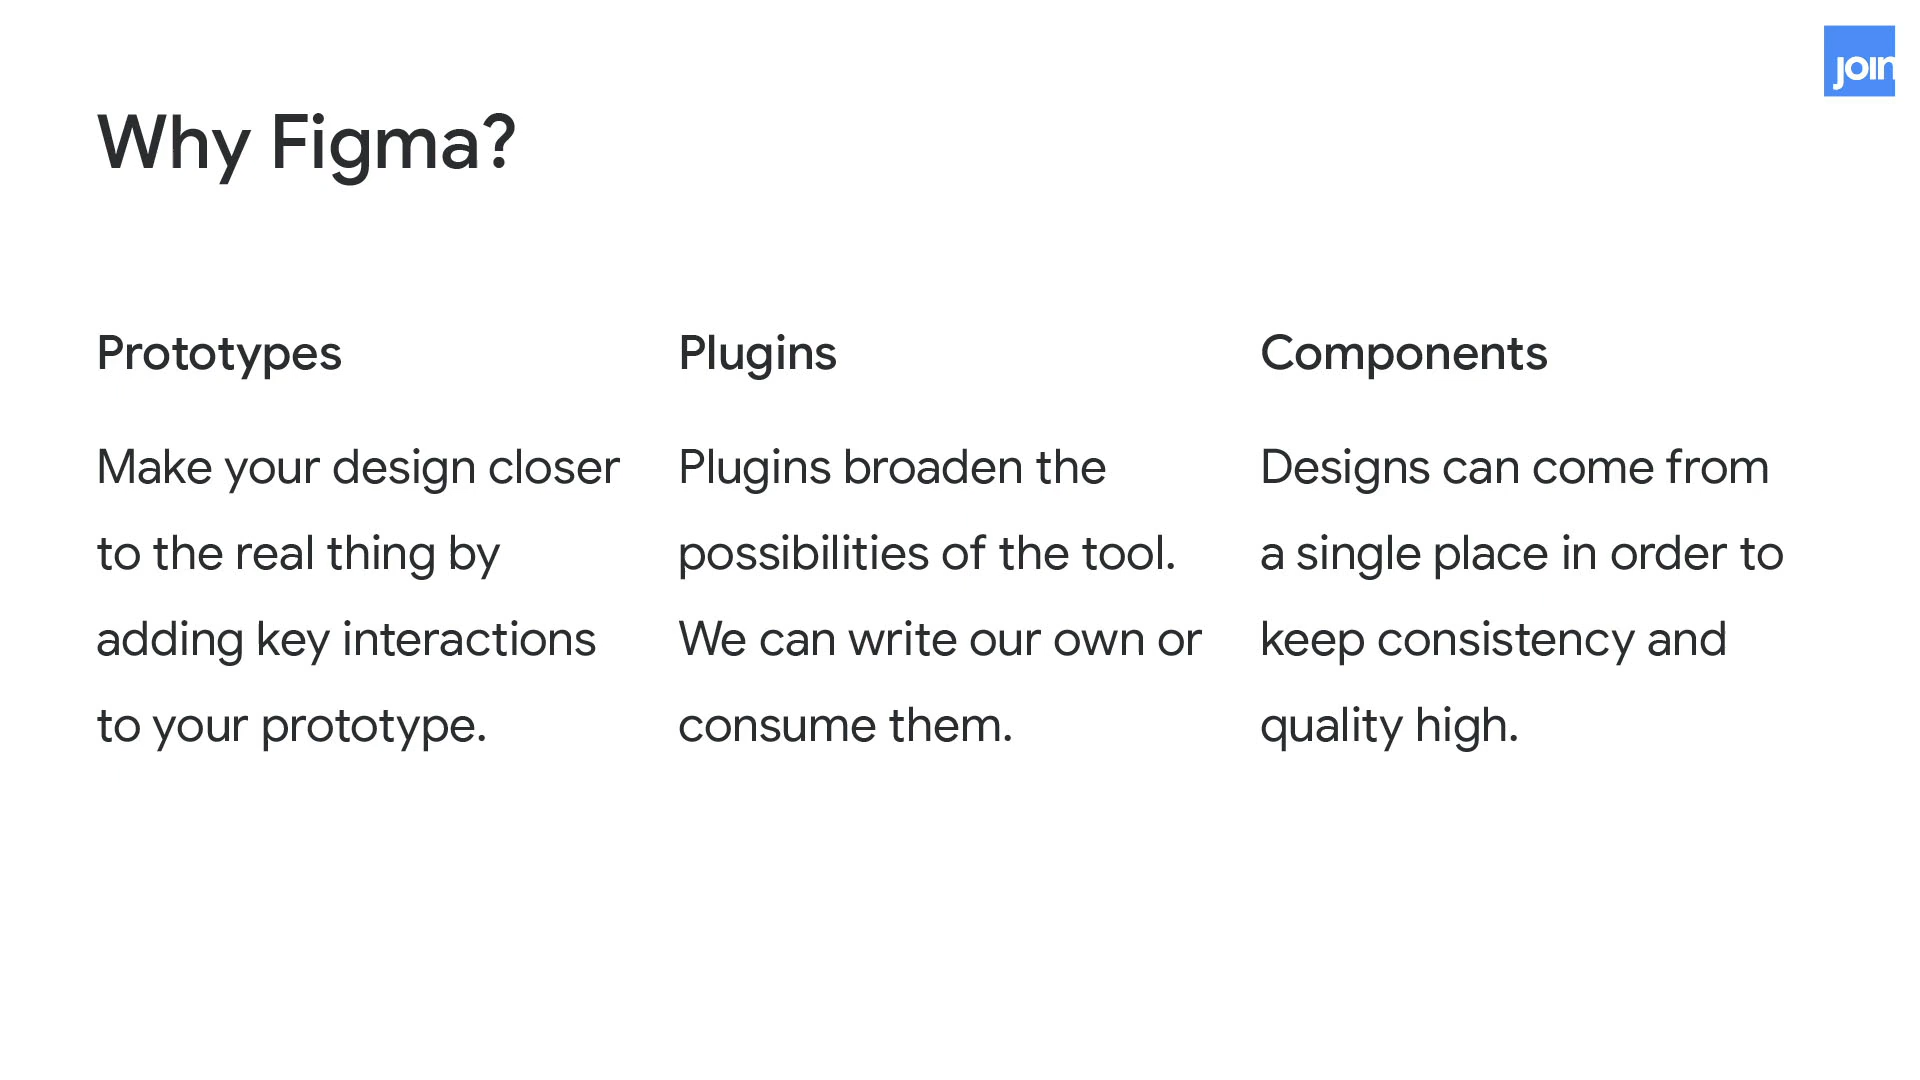 join
Why Figma?
Prototypes
Make your design closer
to the real thing by
adding key interactions
to your prototype.
Plugins
Plugins broaden the
possibilities of the tool.
We can write our own or
consume them.
Components
Designs can come from
a single place in order to
keep consistency and
quality high.